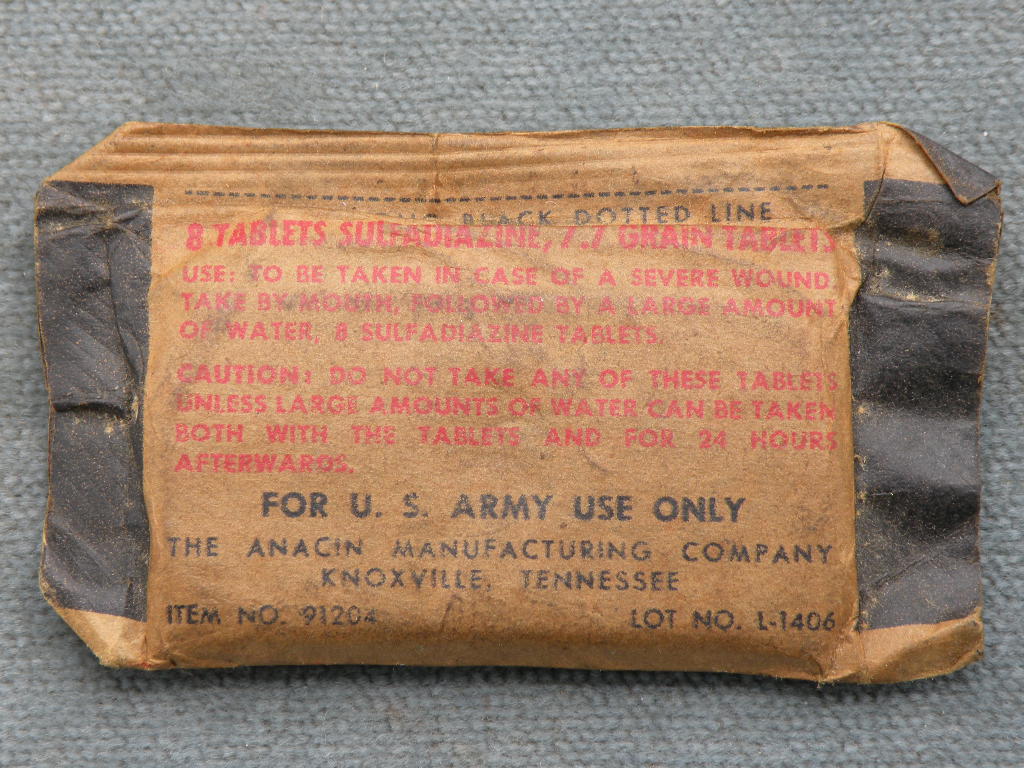 BLACK DOTTED LINE
8 TABLETS SULFADIAZINE, 7.7 GRAIN TABLETS
USE: TO BE TAKEN IN CASE OF A SEVERE WOUND.
TAKE BY MOUTH, FOLLOWED BY A LARGE AMOUNT
OF WATER, 8 SULFADIAZINE TABLETS.
CAUTION: DO NOT TAKE ANY OF THESE TABLETS
UNLESS LARGE AMOUNTS OF WATER CAN BE TAKEN
BOTH WITH THE TABLETS AND FOR 24 HOURS
AFTERWARDS.
FOR U. S. ARMY USE ONLY
THE ANACIN MANUFACTURING COMPANY
KNOXVILLE, TENNESSEE
ITEM NO. 91204 LOT NO. L-1406